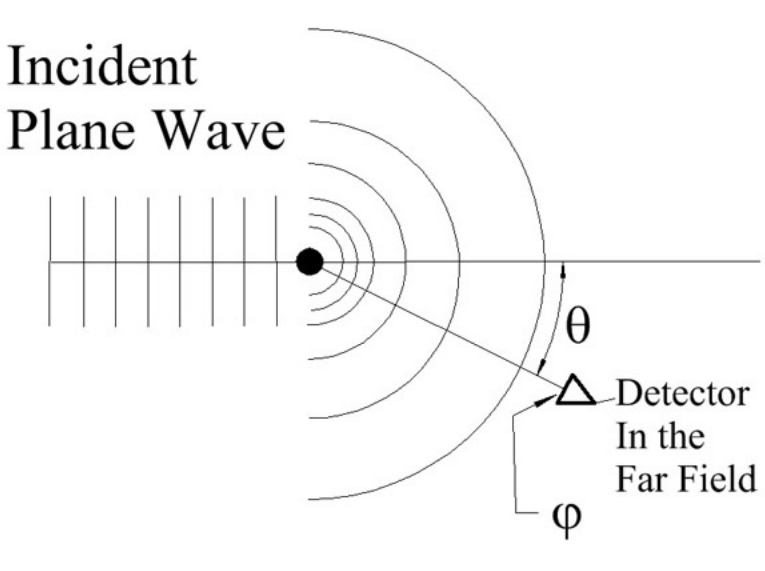 Incident
Plane Wave
θ
Detector
In the
Far Field
φ